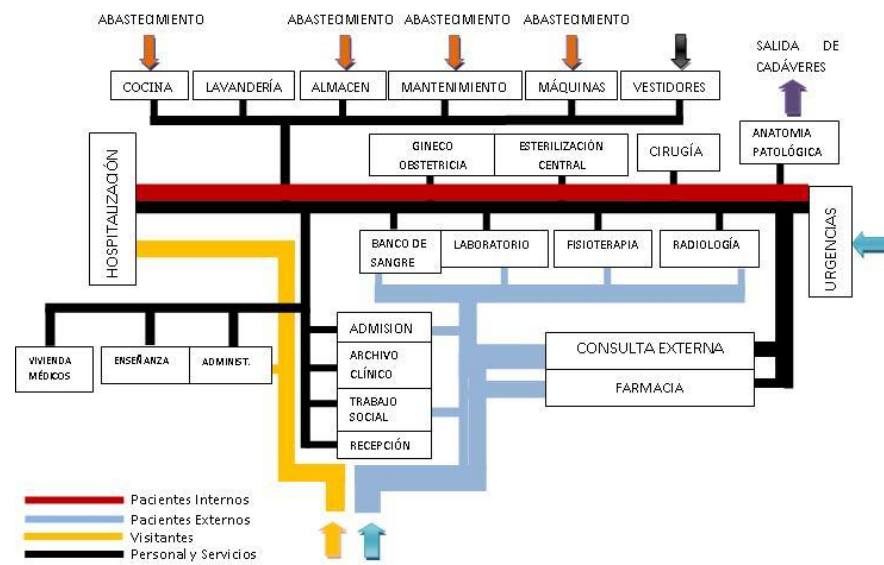 ABASTECIMIENTO
ABASTECIMIENTO
ABASTECIMIENTO
SALIDA DE
CADÁVERES
COCINA
LAVANDERÍA
ALMACEN
MANTENIMIENTO
MÁQUINAS
VESTIDORES
HOSPITALIZACIÓN
GINECO
OBSTETRICIA
ESTERILIZACIÓN
CENTRAL
CIRUGÍA
ANATOMIA
PATOLÓGICA
URGENCIAS
BANCO DE
SANGRE
LABORATORIO
FISIOTERAPIA
RADIOLOGÍA
VIVIENDA
MÉDICOS
ENSEÑANZA
ADMINIST.
ADMISION
ARCHIVO
CLÍNICO
TRABAJO
SOCIAL
RECEPCIÓN
CONSULTA EXTERNA
FARMACIA
Pacientes Internos
Pacientes Externos
Visitantes
Personal y Servicios